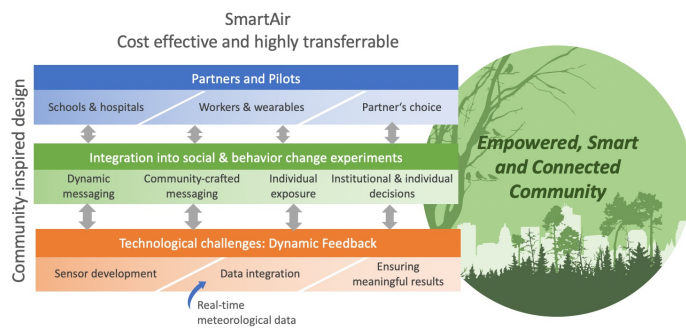 SmartAir
Cost effective and highly transferrable
Community-inspired design
Partners and Pilots
Schools & hospitals
Workers & wearables
Partner's choice
Integration into social & behavior change experiments
Dynamic
messaging
Community-crafted
messaging
Individual
exposure
Institutional & individual
decisions
Technological challenges: Dynamic Feedback
Sensor development
Data integration
Ensuring
meaningful results
Real-time
meteorological data
Empowered, Smart
and Connected
Community